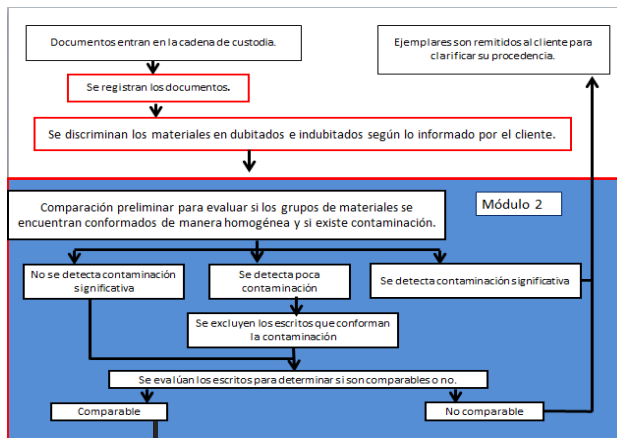 Documentos entran en la cadena de custodia.
Ejemplares son remitidos al cliente para
clarificar su procedencia.
Se registran los documentos.
Se discriminan los materiales en dubitados e indubitados según lo informado por el cliente.
Comparación preliminar para evaluar si los grupos de materiales se
encuentran conformados de manera homogénea y si existe contaminación.
Módulo 2
No se detecta contaminación
significativa
Se detecta poca
contaminación
Se detecta contaminación significativa
Se excluyen los escritos que conforman
la contaminación
Se evalúan los escritos para determinar si son comparables o no.
Comparable
No comparable